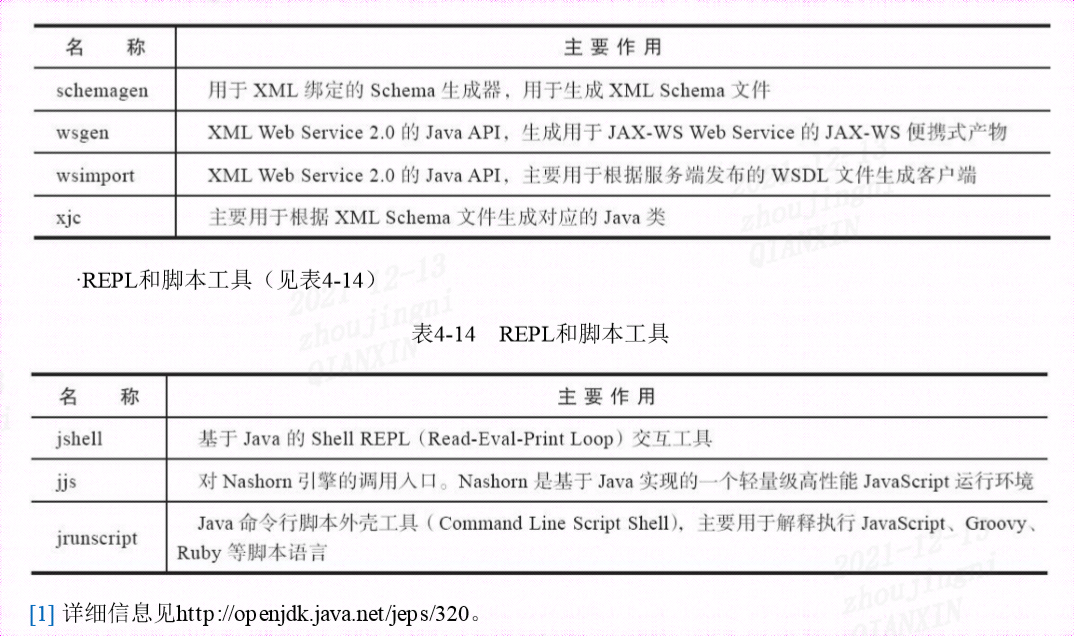 名 称 主 要 作 用
schemagen 用于 XML 绑定的 Schema 生成器，用于生成 XML Schema 文件
wsgen XML Web Service 2.0 的 Java API，生成用于 JAX-WS Web Service 的 JAX-WS 便携式产物
wsimport XML Web Service 2.0 的 Java API，主要用于根据服务端发布的 WSDL 文件生成客户端
xjc 主要用于根据 XML Schema 文件生成对应的 Java 类
2021-12-13
zhoujingni
QIANXIN
·REPL和脚本工具（见表4-14）
2021-12-13
zhoujingni
QIANXIN
表4-14 REPL和脚本工具
名 称 主 要 作 用
jshell 基于 Java 的 Shell REPL（Read-Eval-Print Loop）交互工具
jjs 对 Nashorn 引擎的调用入口。Nashorn 是基于 Java 实现的一个轻量级高性能 JavaScript 运行环境
jrunscript Java 命令行脚本外壳工具（Command Line Script Shell），主要用于解释执行 JavaScript、Groovy、
Ruby 等脚本语言
2021-12-13
zhoujingni
QIANXIN
[1] 详细信息见http://openjdk.java.net/jeps/320。